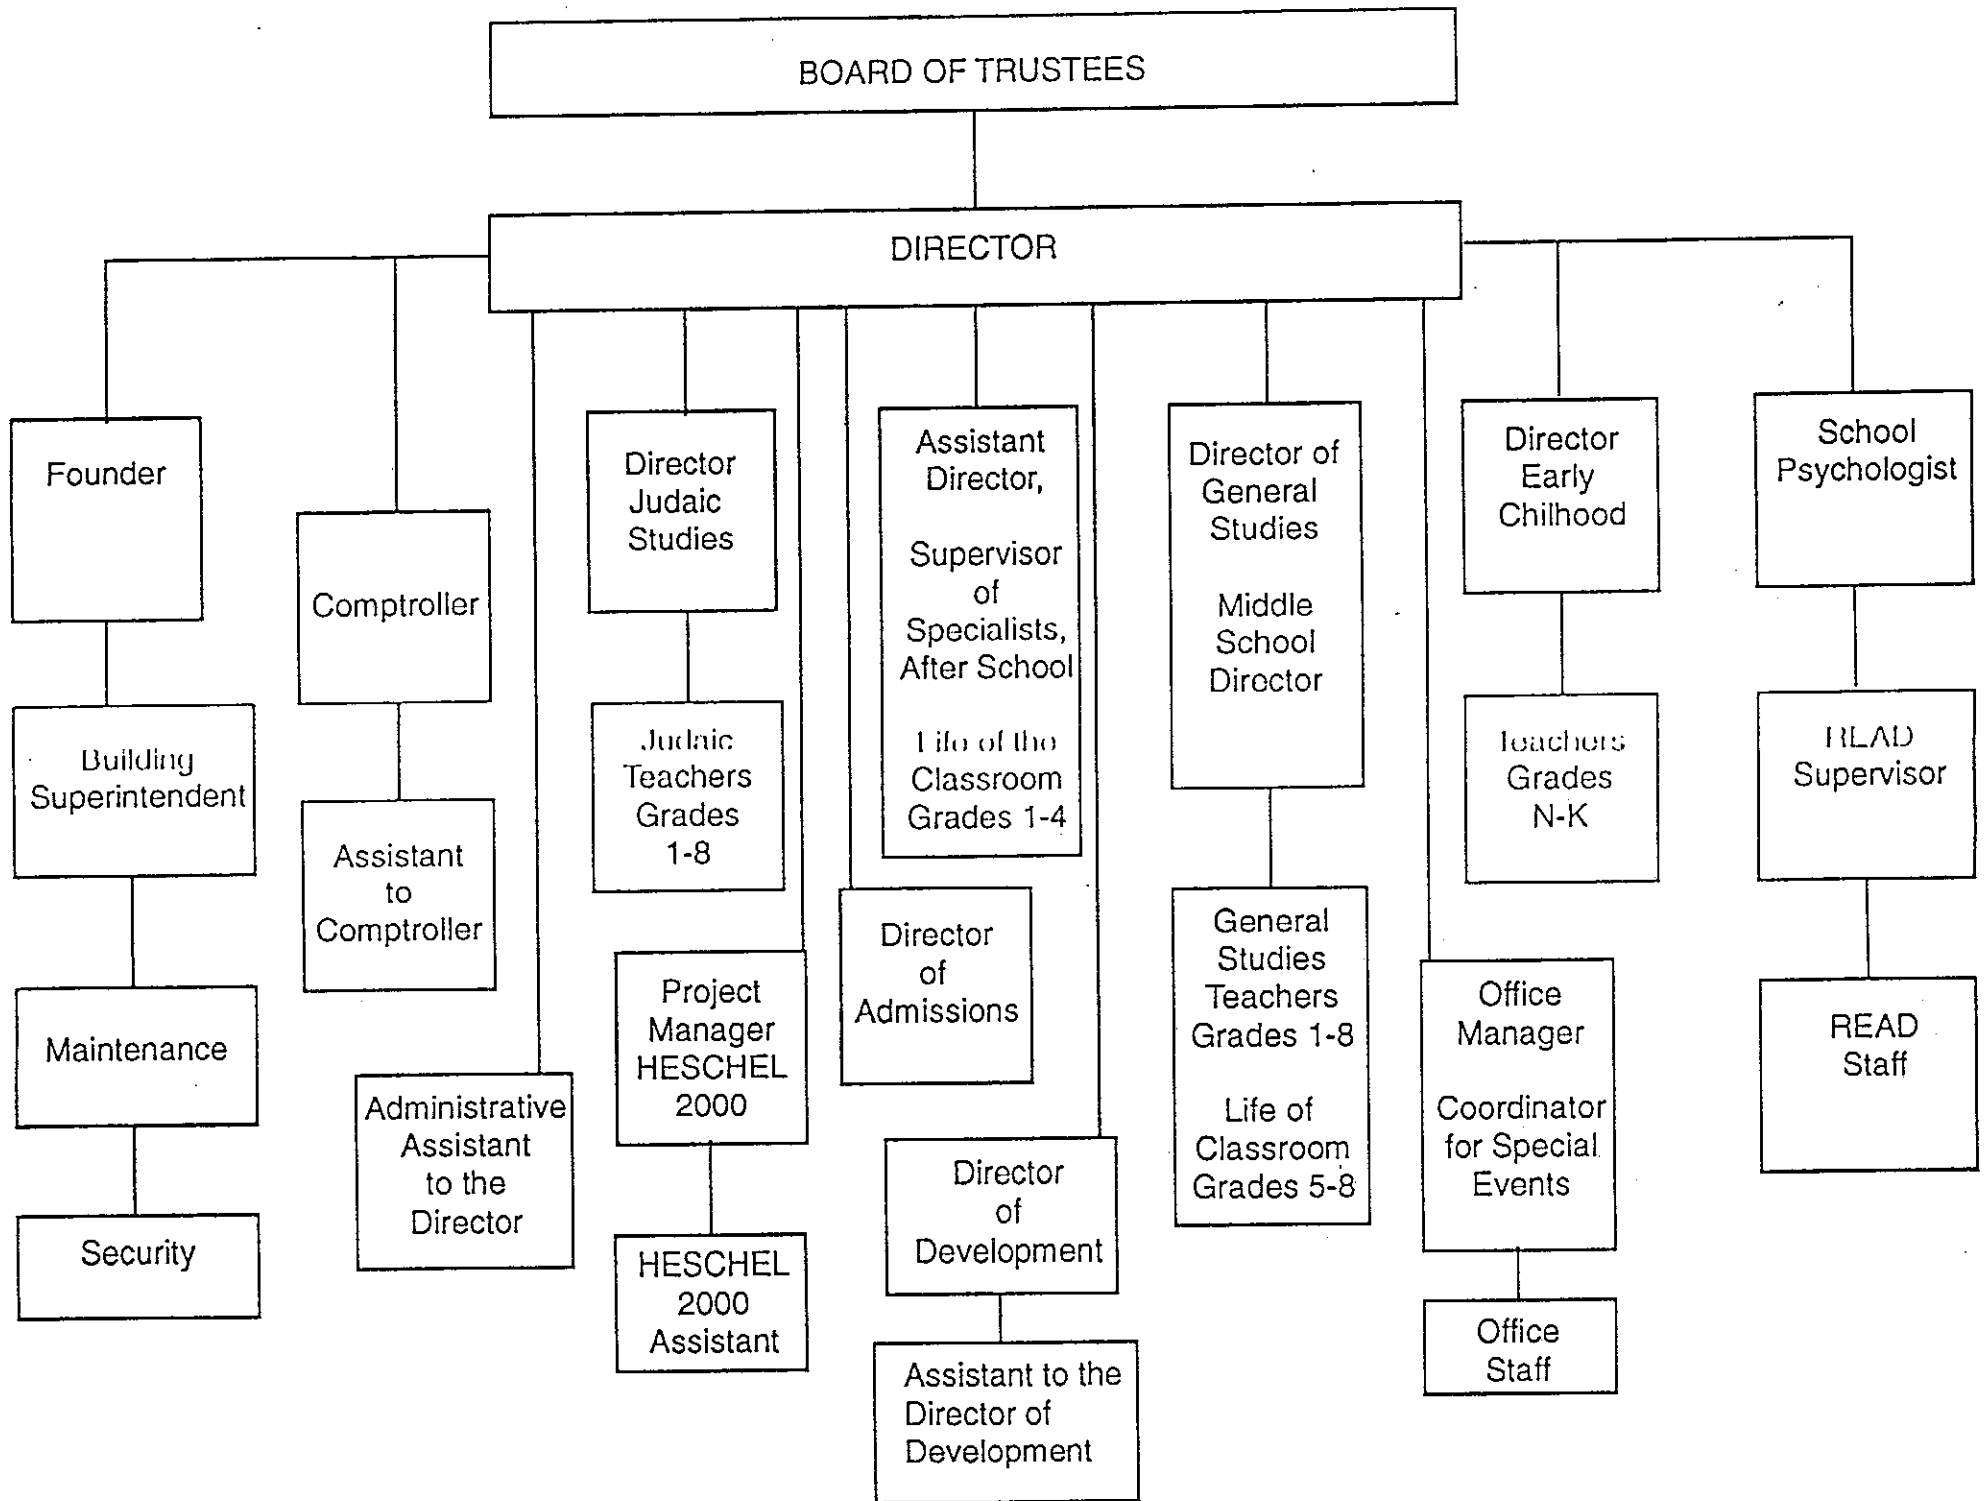 BOARD OF TRUSTEES
DIRECTOR
Founder
Comptroller
Director
Judaic
Studies
Assistant
Director,
Supervisor
of
Specialists,
After School
Life of the
Classroom
Grades 1-4
Director of
General
Studies
Middle
School
Director
Director
Early
Chilhood
School
Psychologist
Building
Superintendent
Assistant
to
Comptroller
Judaic
Teachers
Grades
1-8
Teachers
Grades
N-K
READ
Supervisor
Maintenance
Administrative
Assistant
to the
Director
Project
Manager
HESCHEL
2000
Director
of
Admissions
General
Studies
Teachers
Grades 1-8
Life of
Classroom
Grades 5-8
Office
Manager
Coordinator
for Special
Events
READ
Staff
Security
HESCHEL
2000
Assistant
Director
of
Development
Office
Staff
Assistant to the
Director of
Development